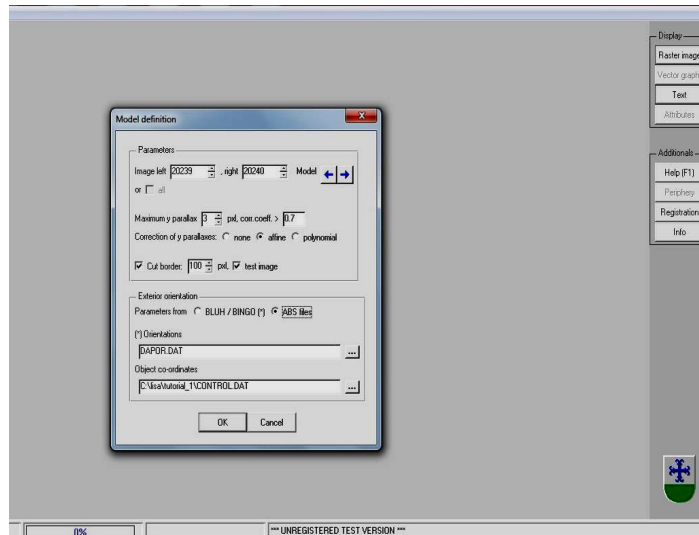 Display
Raster image
Vector graph
Text
Attributes
Additionals
Help (F1)
Periphery
Registration
Info
Model definition
x
Parameters
Image left 20239 , right 20240 Model
or all
Maximum y parallax 3 pxl, corr.coeff. > 0.7
Correction of y parallaxes: none affine polynomial
Cut border: 100 pxl, test image
Exterior orientation
Parameters from BLUH / BINGO (*) ABS files
(*) Orientations
DAPOR.DAT
...
Object co-ordinates
C:\lisa\tutorial_1\CONTROL.DAT
...
OK Cancel
0% *** UNREGISTERED TEST VERSION ***